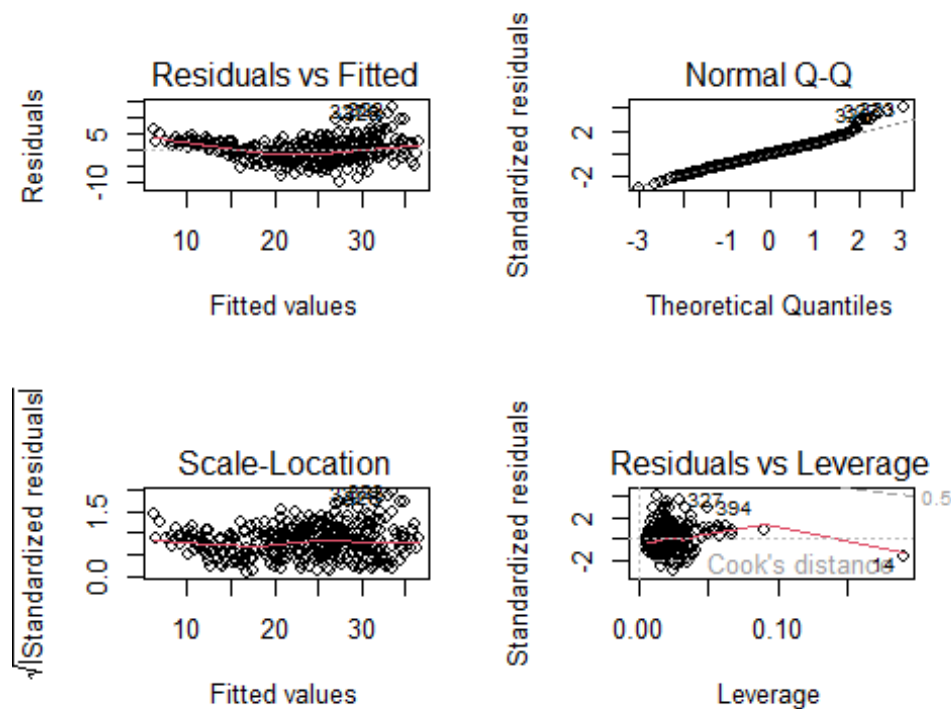 Residuals vs Fitted
Residuals
5
-10
10 20 30
Fitted values
Normal Q-Q
Standardized residuals
2
-2
-3 -1 0 1 2 3
Theoretical Quantiles
Scale-Location
√|Standardized residuals|
1.5
0.0
10 20 30
Fitted values
Residuals vs Leverage
Standardized residuals
2
-2
327
394
14
0.5
Cook's distance
0.00 0.10
Leverage